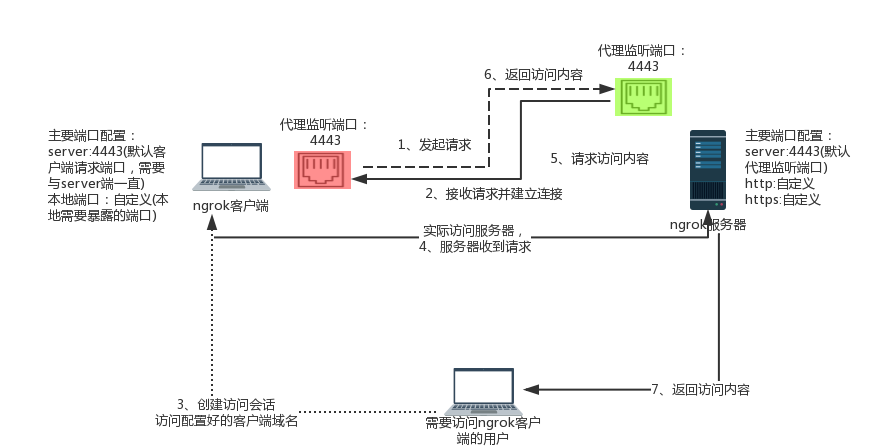 代理监听端口：
4443
6、返回访问内容
代理监听端口：
4443
1、发起请求
主要端口配置：
server:4443(默认客
户端请求端口，需要
与server端一直)
本地端口：自定义(本
地需要暴露的端口)
主要端口配置：
server:4443(默认
代理监听端口)
http:自定义
https:自定义
5、请求访问内容
2、接收请求并建立连接
ngrok客户端
ngrok服务器
实际访问服务器，
4、服务器收到请求
7、返回访问内容
3、创建访问会话
访问配置好的客户端域名
需要访问ngrok客户
端的用户